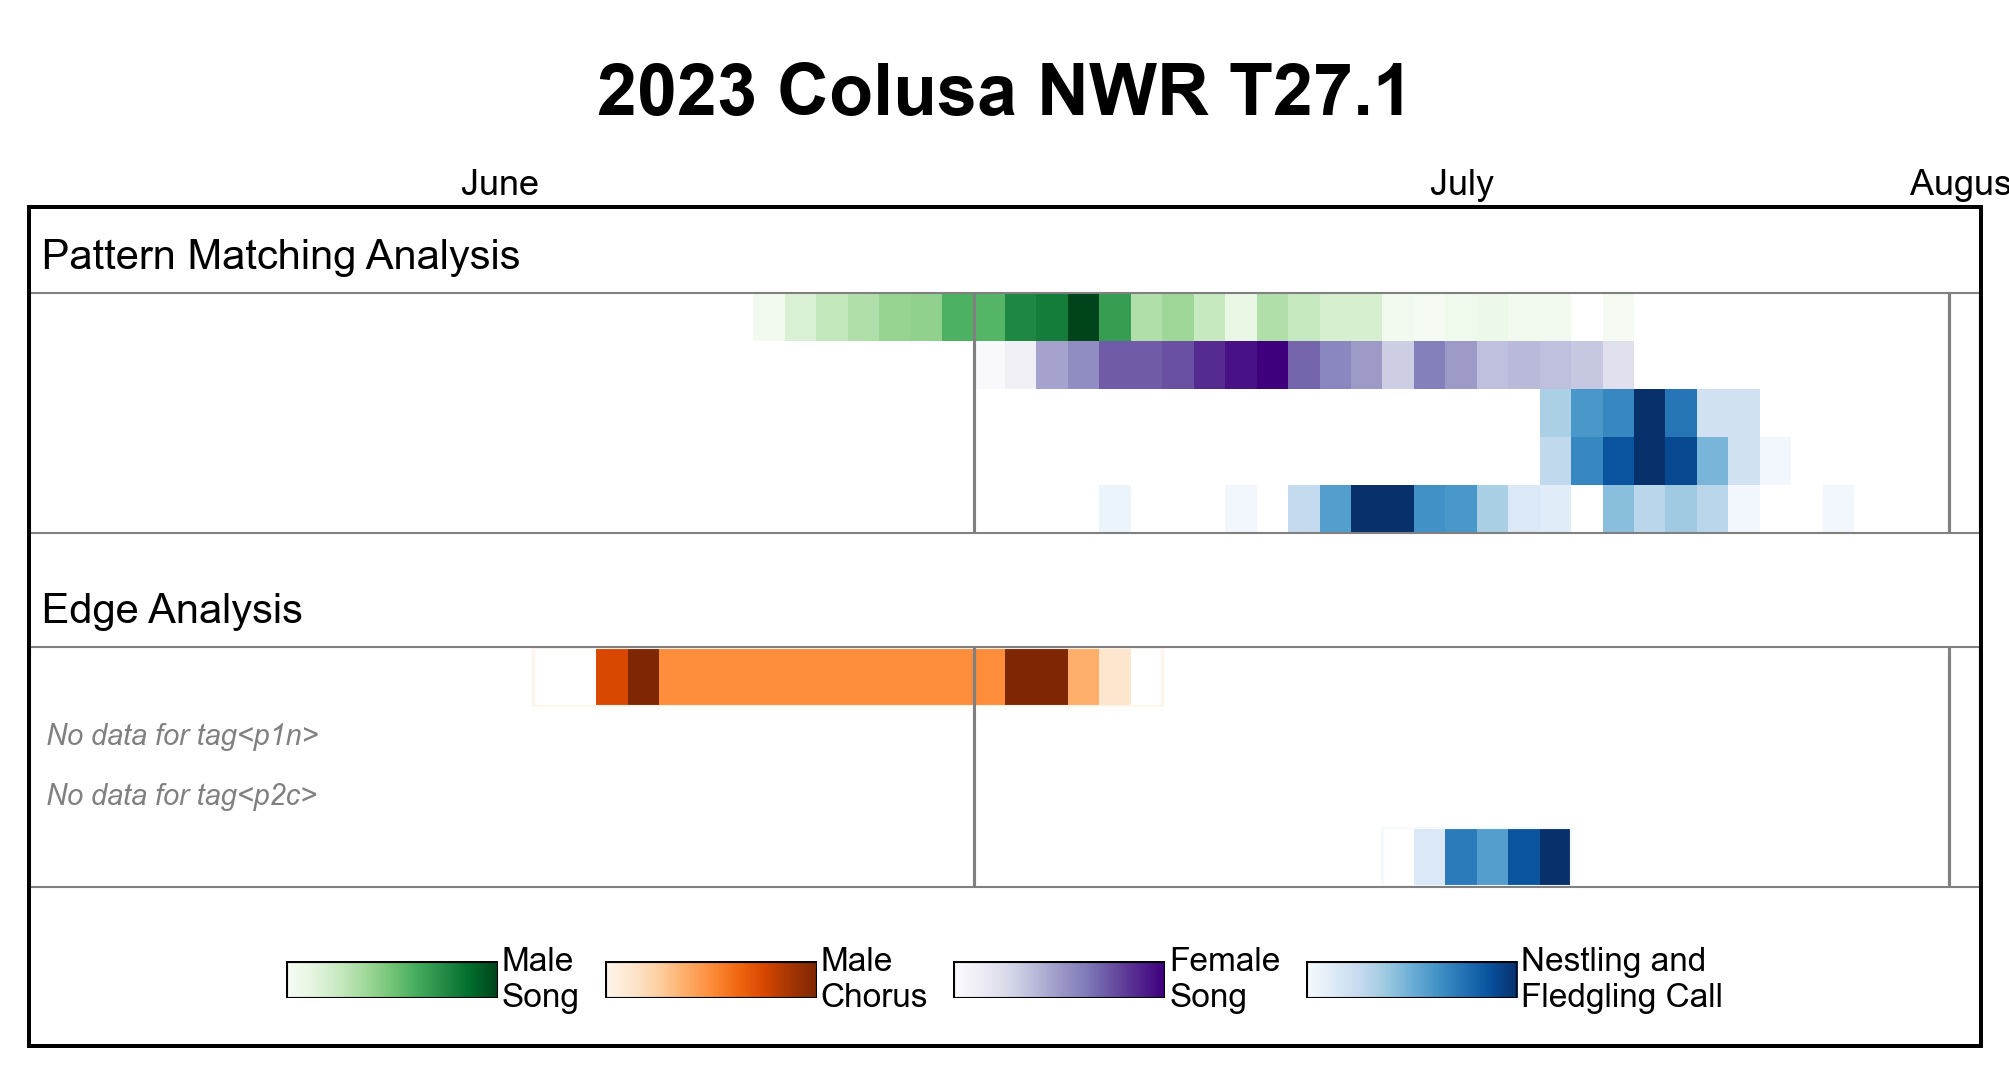 2023 Colusa NWR T27.1
June July Augus
Pattern Matching Analysis
Edge Analysis
No data for tag<p1n>
No data for tag<p2c>
Male
Song
Male
Chorus
Female
Song
Nestling and
Fledgling Call